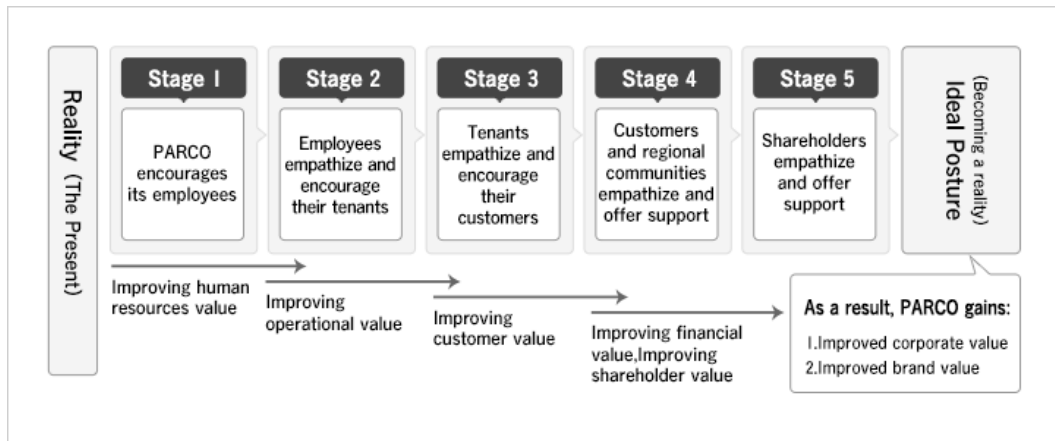 Reality (The Present)
Stage 1
PARCO
encourages
its employees
Stage 2
Employees
empathize and
encourage
their tenants
Stage 3
Tenants
empathize and
encourage
their
customers
Stage 4
Customers
and regional
communities
empathize and
offer support
Stage 5
Shareholders
empathize
and offer
support
(Becoming a reality)
Ideal Posture
Improving human
resources value
Improving
operational value
Improving
customer value
Improving financial
value,Improving
shareholder value
As a result, PARCO gains:
1.Improved corporate value
2.Improved brand value